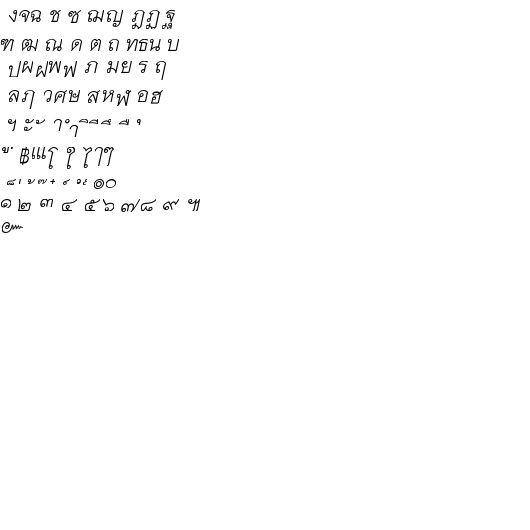 งจฉ ช ซ ฌญ ฎฏ ฐ
ฑ ฒ ณ ด ต ถ ทธน บ
ปผฝพฟ ภ มย ร ฤ
ลฦ วศษ สหฬ อฮ
ฯ ะ ั า ำ ิ ี ึ ื ุ
ู ฺ ฿เแโ ใ ไๅๆ
็ ่ ้ ๊ ๋ ์ ํ ๎ ๏๐
๑ ๒ ๓ ๔ ๕๖ ๗๘ ๙ ๚
๛